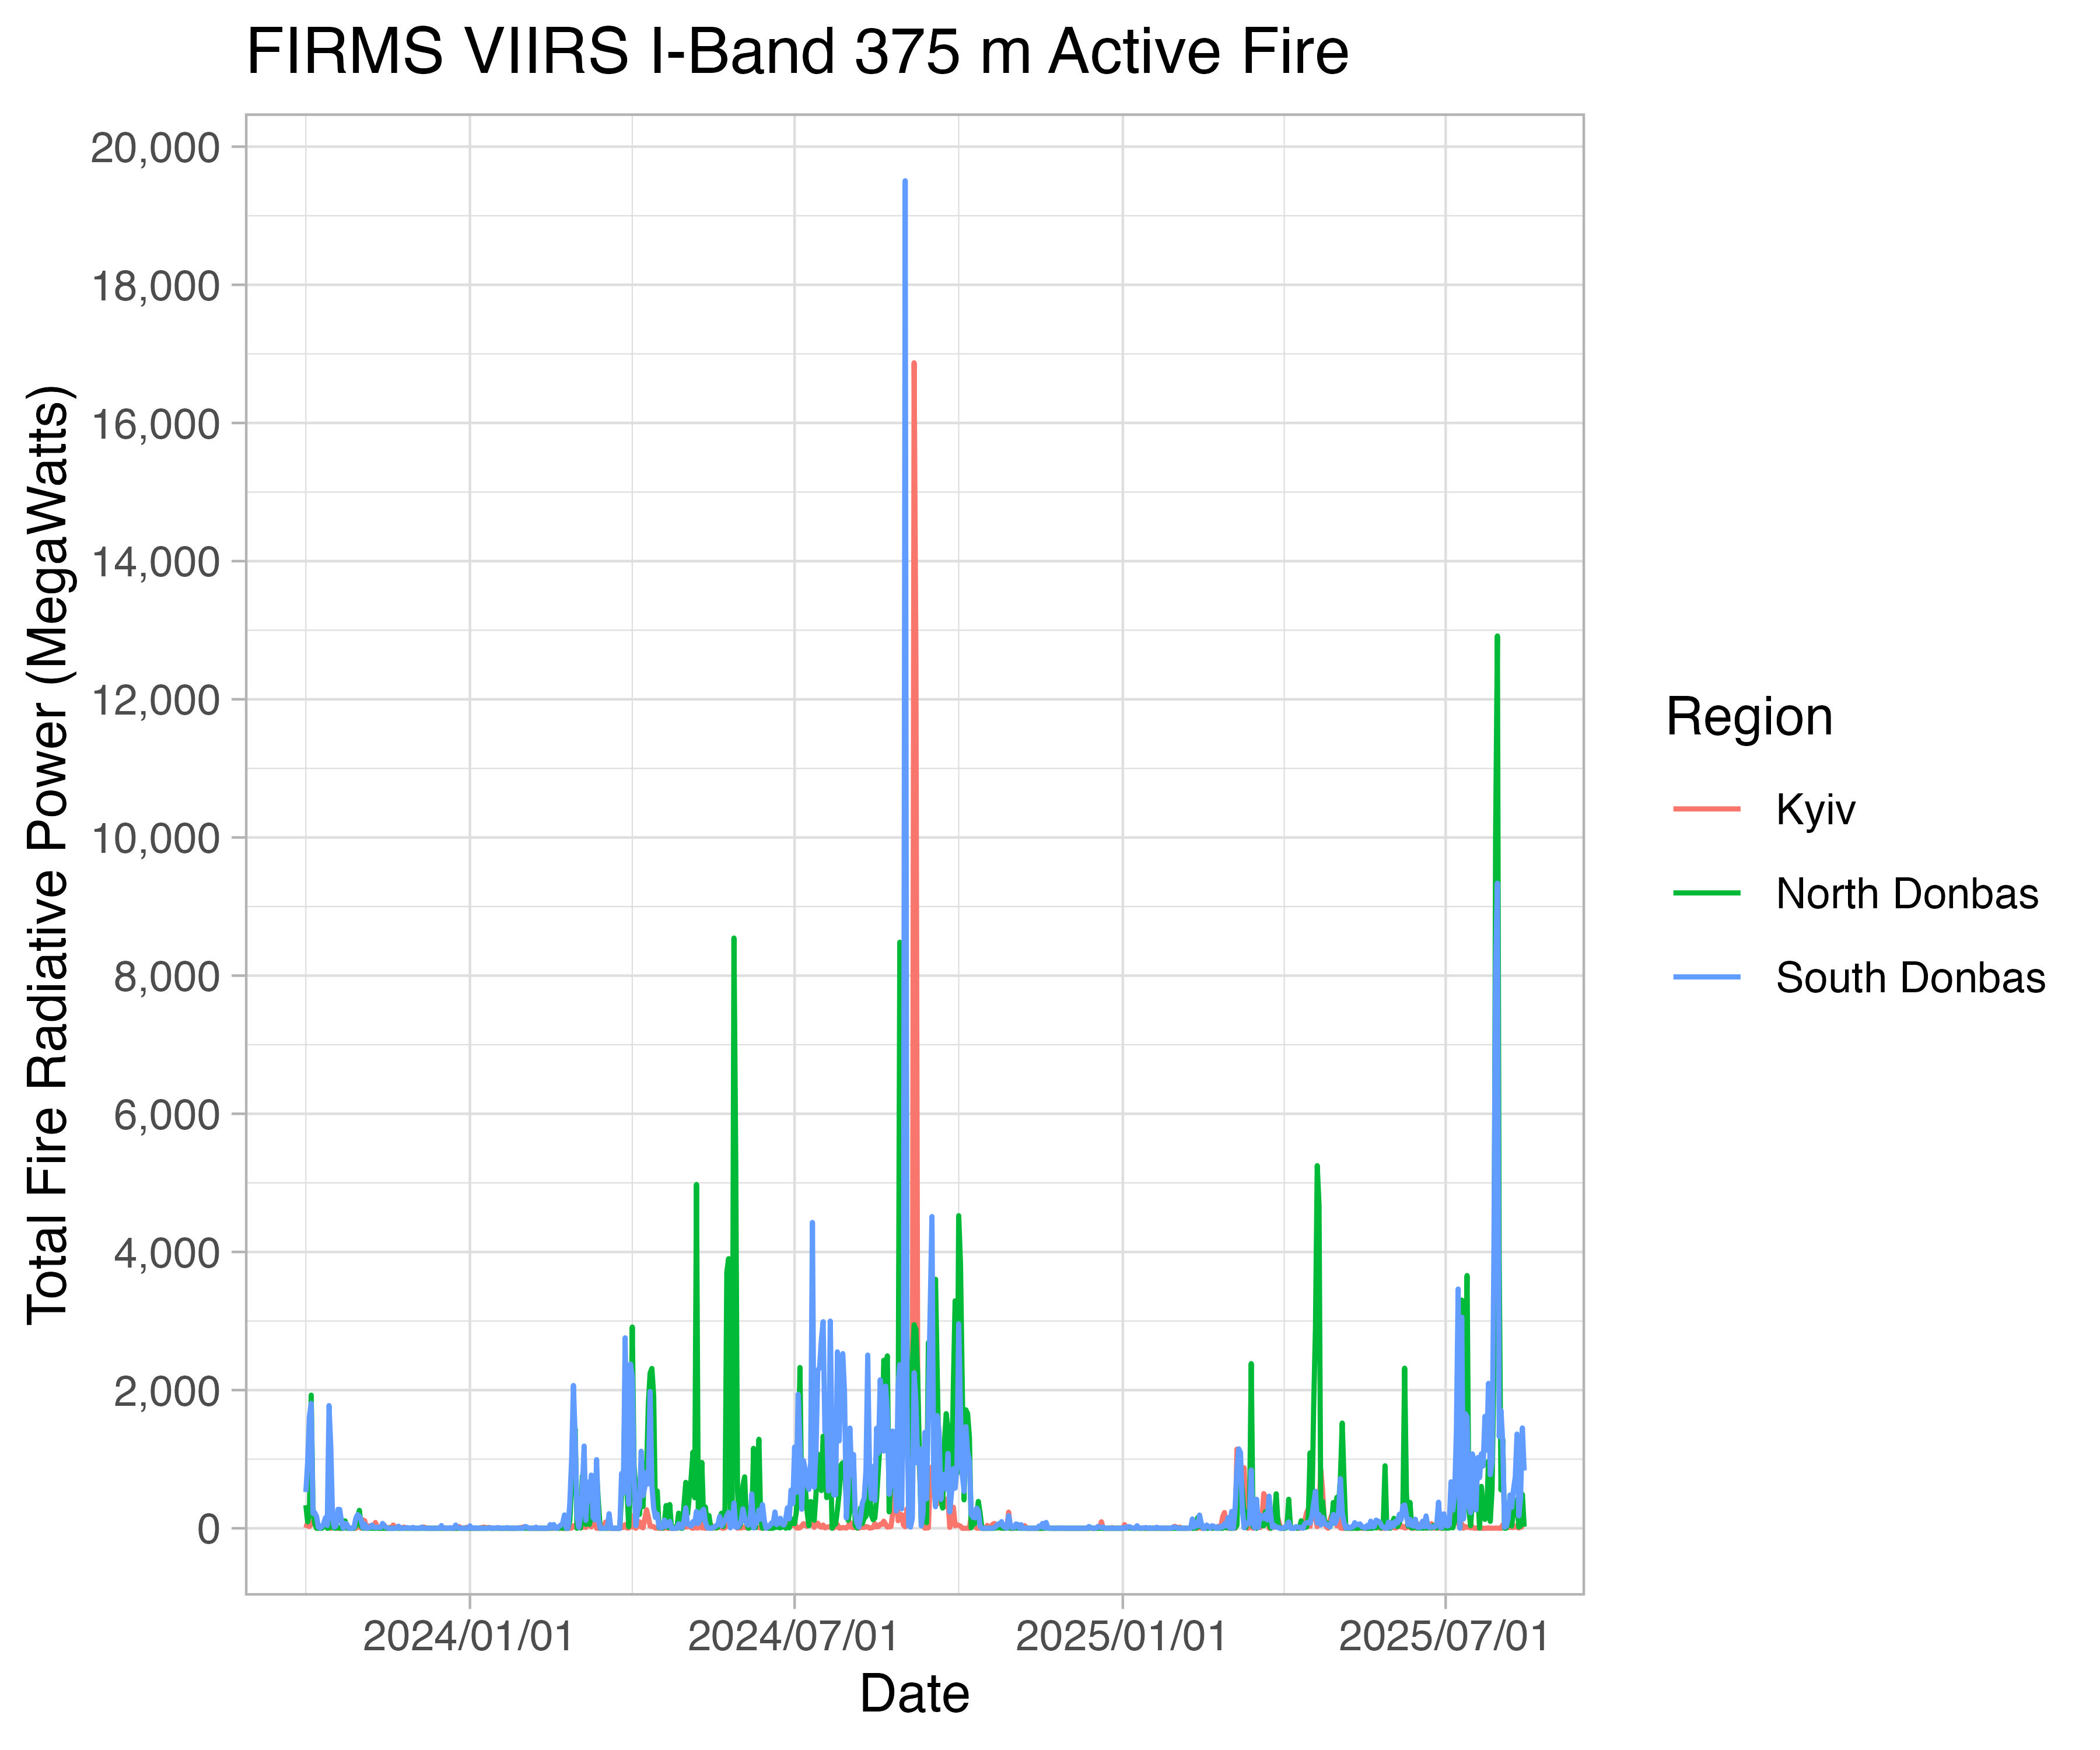 FIRMS VIIRS I-Band 375 m Active Fire
Total Fire Radiative Power (MegaWatts)
20,000
18,000
16,000
14,000
12,000
10,000
8,000
6,000
4,000
2,000
0
2024/01/01
2024/07/01
2025/01/01
2025/07/01
Date
Region
Kyiv
North Donbas
South Donbas